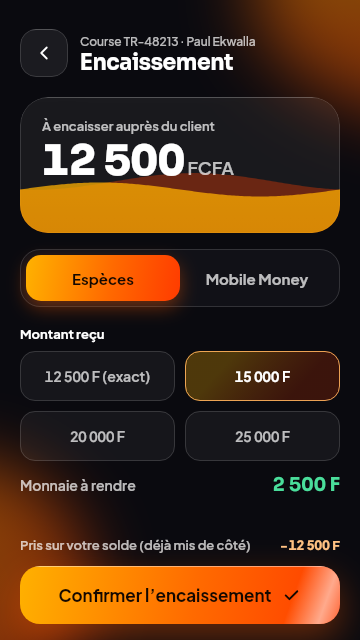 Course TR-48213 · Paul Ekwalla
Encaissement
À encaisser auprès du client
12 500 FCFA
Espèces
Mobile Money
Montant reçu
12 500 F (exact)
15 000 F
20 000 F
25 000 F
Monnaie à rendre
2 500 F
Pris sur votre solde (déjà mis de côté)
−12 500 F
Confirmer l’encaissement